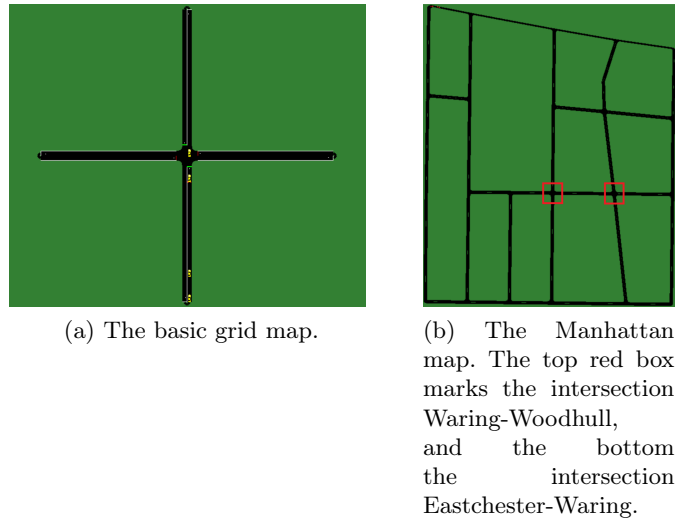 (a) The basic grid map.
(b) The Manhattan
map. The top red box
marks the intersection
Waring-Woodhull,
and the bottom
the intersection
Eastchester-Waring.